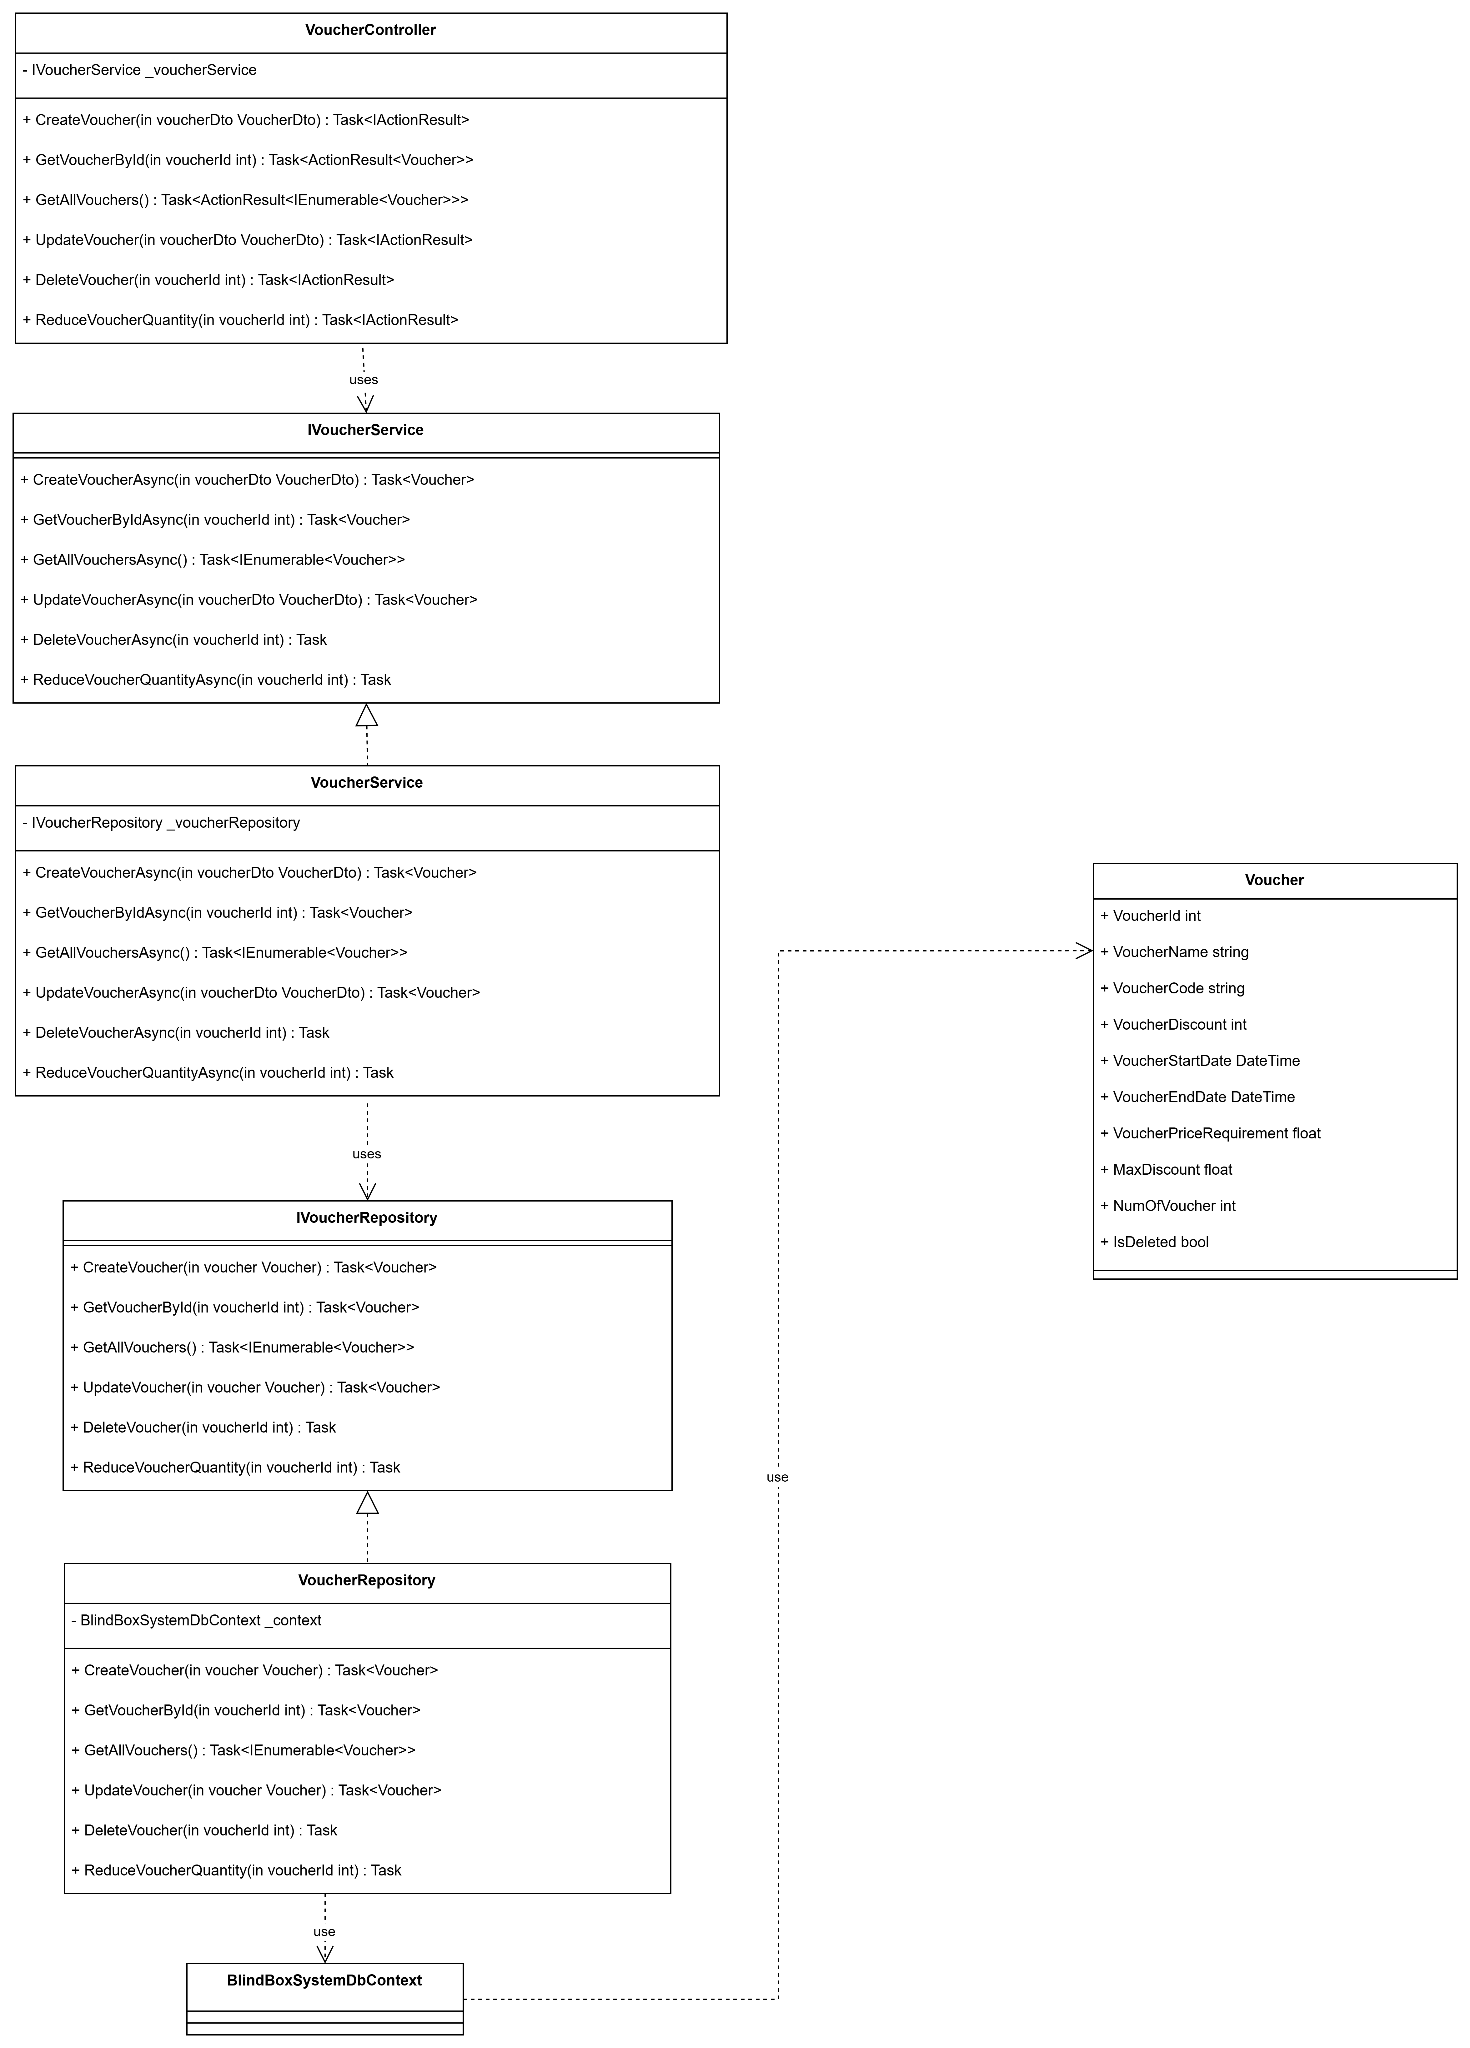 VoucherController
- IVoucherService _voucherService
+ CreateVoucher(in voucherDto VoucherDto) : Task<IActionResult>
+ GetVoucherById(in voucherId int) : Task<ActionResult<Voucher>>
+ GetAllVouchers() : Task<ActionResult<IEnumerable<Voucher>>>
+ UpdateVoucher(in voucherDto VoucherDto) : Task<IActionResult>
+ DeleteVoucher(in voucherId int) : Task<IActionResult>
+ ReduceVoucherQuantity(in voucherId int) : Task<IActionResult>
uses
IVoucherService
+ CreateVoucherAsync(in voucherDto VoucherDto) : Task<Voucher>
+ GetVoucherByIdAsync(in voucherId int) : Task<Voucher>
+ GetAllVouchersAsync() : Task<IEnumerable<Voucher>>
+ UpdateVoucherAsync(in voucherDto VoucherDto) : Task<Voucher>
+ DeleteVoucherAsync(in voucherId int) : Task
+ ReduceVoucherQuantityAsync(in voucherId int) : Task
VoucherService
- IVoucherRepository _voucherRepository
+ CreateVoucherAsync(in voucherDto VoucherDto) : Task<Voucher>
+ GetVoucherByIdAsync(in voucherId int) : Task<Voucher>
+ GetAllVouchersAsync() : Task<IEnumerable<Voucher>>
+ UpdateVoucherAsync(in voucherDto VoucherDto) : Task<Voucher>
+ DeleteVoucherAsync(in voucherId int) : Task
+ ReduceVoucherQuantityAsync(in voucherId int) : Task
uses
IVoucherRepository
+ CreateVoucher(in voucher Voucher) : Task<Voucher>
+ GetVoucherById(in voucherId int) : Task<Voucher>
+ GetAllVouchers() : Task<IEnumerable<Voucher>>
+ UpdateVoucher(in voucher Voucher) : Task<Voucher>
+ DeleteVoucher(in voucherId int) : Task
+ ReduceVoucherQuantity(in voucherId int) : Task
VoucherRepository
- BlindBoxSystemDbContext _context
+ CreateVoucher(in voucher Voucher) : Task<Voucher>
+ GetVoucherById(in voucherId int) : Task<Voucher>
+ GetAllVouchers() : Task<IEnumerable<Voucher>>
+ UpdateVoucher(in voucher Voucher) : Task<Voucher>
+ DeleteVoucher(in voucherId int) : Task
+ ReduceVoucherQuantity(in voucherId int) : Task
use
BlindBoxSystemDbContext
use
Voucher
+ VoucherId int
+ VoucherName string
+ VoucherCode string
+ VoucherDiscount int
+ VoucherStartDate DateTime
+ VoucherEndDate DateTime
+ VoucherPriceRequirement float
+ MaxDiscount float
+ NumOfVoucher int
+ IsDeleted bool